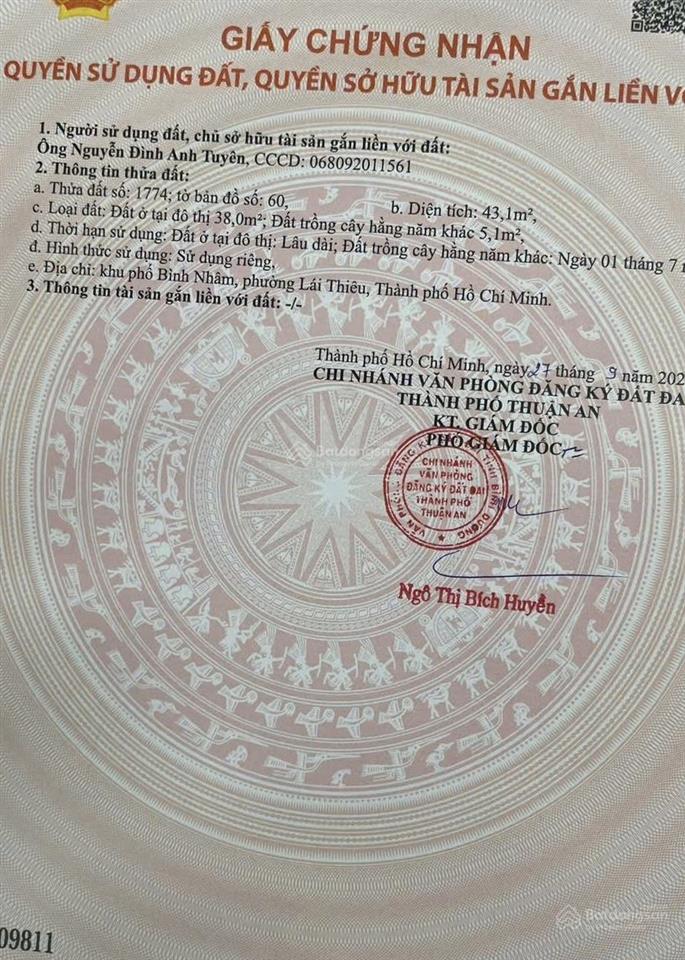 GIẤY CHỨNG NHẬN
QUYỀN SỬ DỤNG ĐẤT, QUYỀN SỞ HỮU TÀI SẢN GẮN LIỀN
1. Người sử dụng đất, chủ sở hữu tài sản gắn liền với đất:
Ông Nguyễn Đình Anh Tuyên, CCCD: 068092011561
2. Thông tin thửa đất:
a. Thửa đất số: 1774; tờ bản đồ số: 60, b. Diện tích: 43,1m²,
c. Loại đất: Đất ở tại đô thị 38,0m²; Đất trồng cây hằng năm khác 5,1m²,
d. Thời hạn sử dụng: Đất ở tại đô thị: Lâu dài; Đất trồng cây hằng năm khác: Ngày 01 tháng 7
đ. Hình thức sử dụng: Sử dụng riêng,
e. Địa chỉ: khu phố Bình Nhâm, phường Lái Thiêu, Thành phố Hồ Chí Minh.
3. Thông tin tài sản gắn liền với đất: -/-
Thành phố Hồ Chí Minh, ngày 27 tháng 9 năm 202
CHI NHÁNH VĂN PHÒNG ĐĂNG KÝ ĐẤT ĐA
THÀNH PHỐ THUẬN AN
KT. GIÁM ĐỐC
PHÓ GIÁM ĐỐC
CHI NHÁNH
VĂN PHÒNG
ĐĂNG KÝ ĐẤT ĐAI
THÀNH PHỐ
THUẬN AN
Ngô Thị Bích Huyền
Batdongsan
09811
Batdongsan